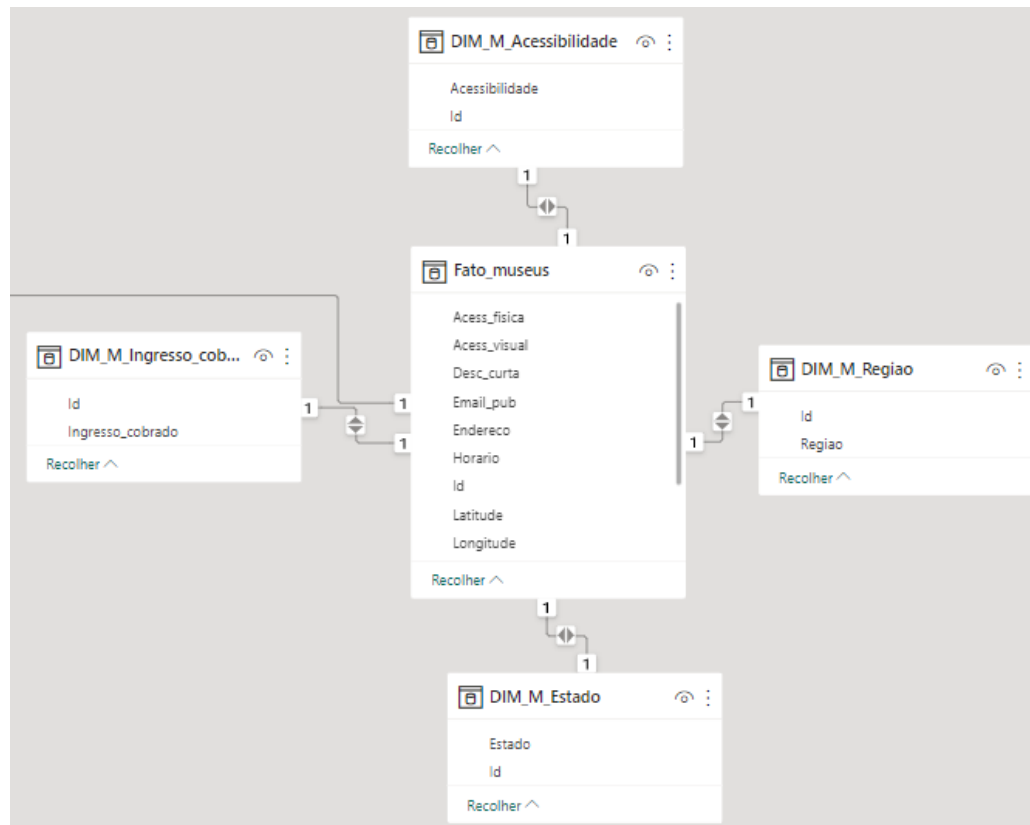 DIM_M_Acessibilidade
Acessibilidade
Id
Recolher
1
1
Fato_museus
Acess_fisica
Acess_visual
Desc_curta
Email_pub
Endereco
Horario
Id
Latitude
Longitude
Recolher
DIM_M_Ingresso_cob...
Id
Ingresso_cobrado
Recolher
1
1
1
DIM_M_Regiao
Id
Regiao
Recolher
1
1
1
1
DIM_M_Estado
Estado
Id
Recolher